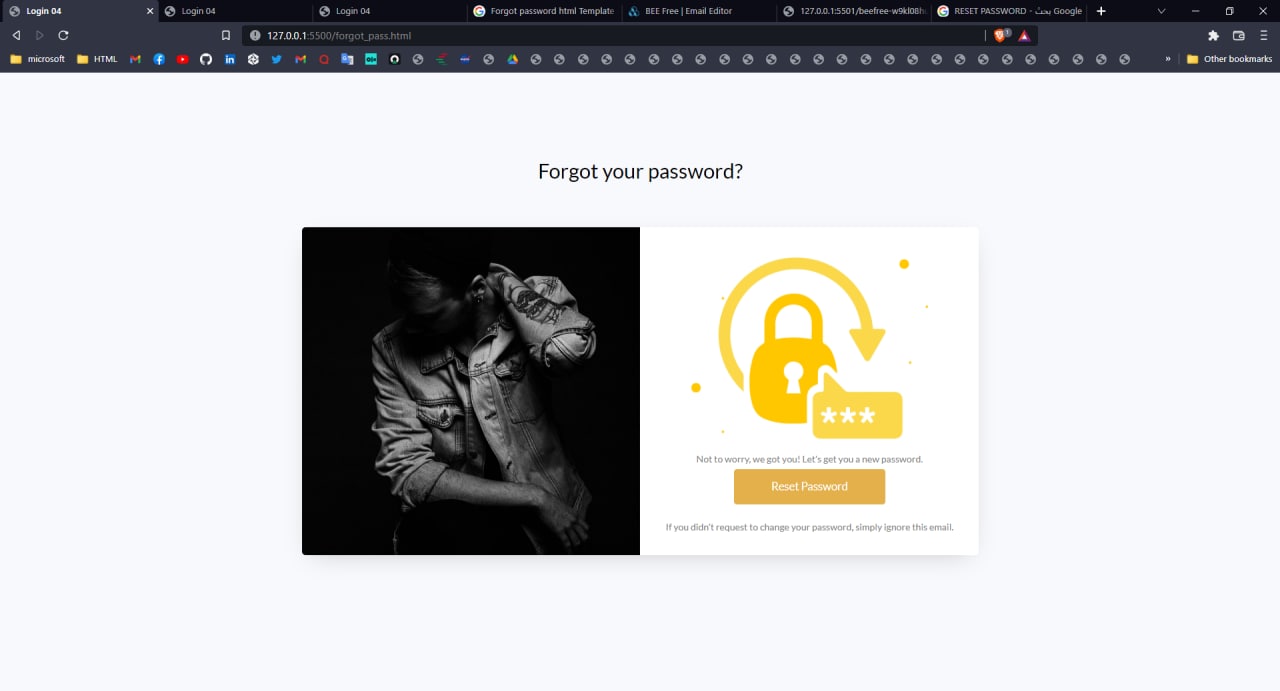 Login 04
Login 04
Login 04
Forgot password html Template
BEE Free | Email Editor
127.0.0.1:5501/beefree-w9kl08h
RESET PASSWORD - بحث Google
127.0.0.1:5500/forgot_pass.html
1
microsoft
HTML
Other bookmarks
Forgot your password?
***
Not to worry, we got you! Let's get you a new password.
Reset Password
If you didn't request to change your password, simply ignore this email.